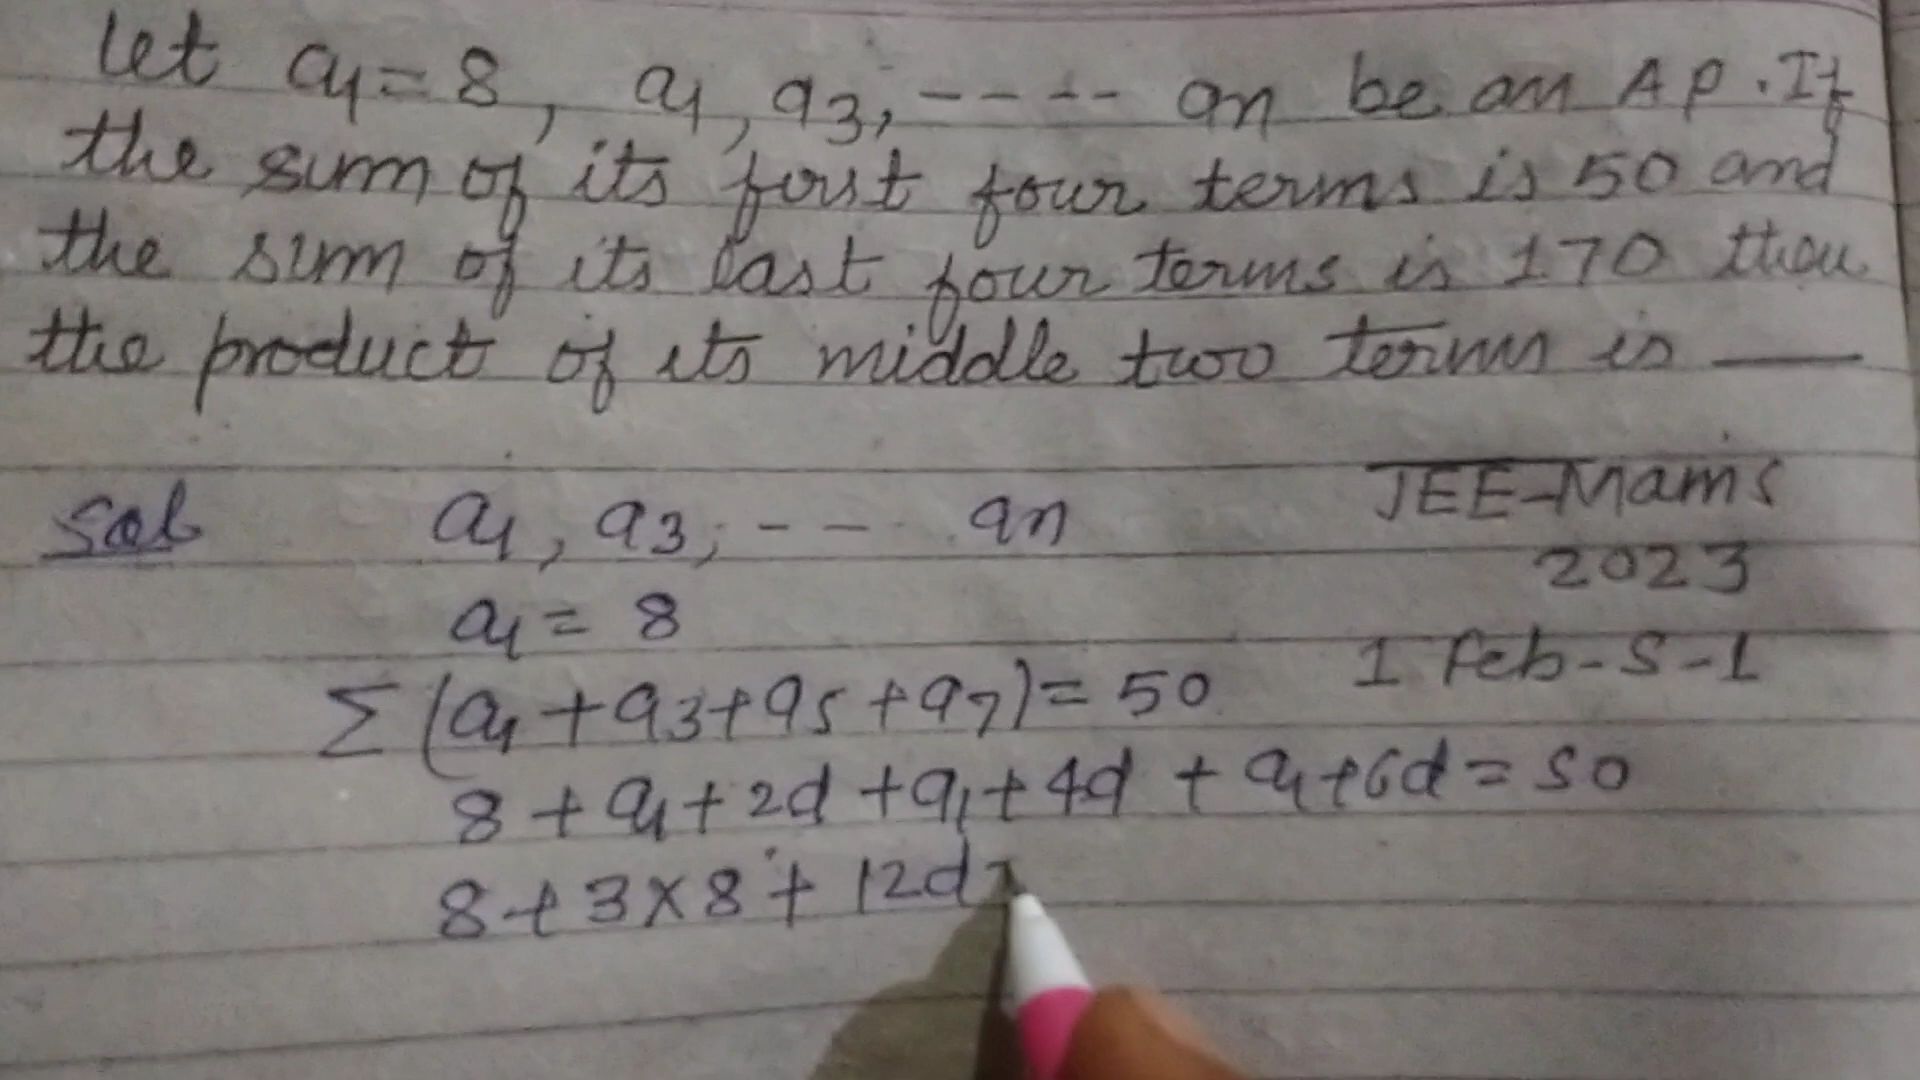 Let a1 = 8, a1, a3, ---- an be an AP. If
the sum of its first four terms is 50 and
the sum of its last four terms is 170 then
the product of its middle two terms is ——
Sol a1, a3, --- an JEE-Mains
2023
a1 = 8
1 Feb-S-1
Σ(a1+a3+a5+a7)=50
8+a1+2d+a1+4d+a1+6d=50
8+3×8+12d=